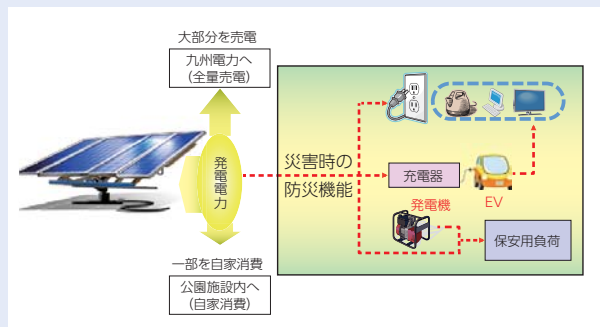 大部分を売電
九州電力へ
(全量売電)
発電電力
災害時の
防災機能
充電器
EV
発電機
保安用負荷
一部を自家消費
公園施設内へ
(自家消費)